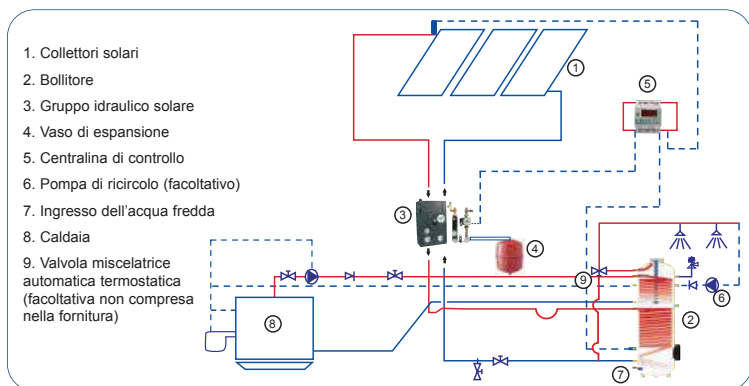 1. Collettori solari
2. Bollitore
3. Gruppo idraulico solare
4. Vaso di espansione
5. Centralina di controllo
6. Pompa di ricircolo (facoltativo)
7. Ingresso dell'acqua fredda
8. Caldaia
9. Valvola miscelatrice
automatica termostatica
(facoltativa non compresa
nella fornitura)
1
5
3
4
9
6
8
2
7